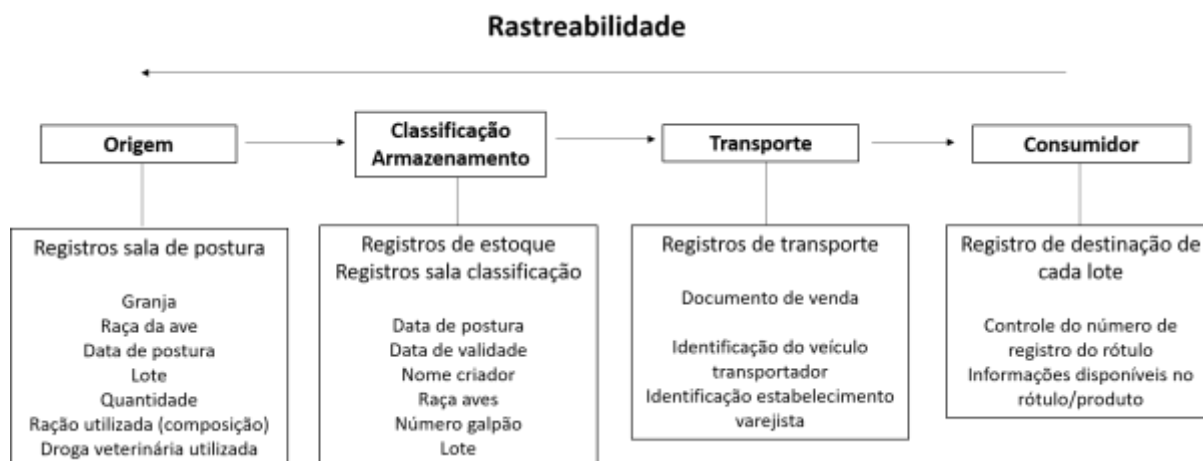 Rastreabilidade
Origem
Classificação
Armazenamento
Transporte
Consumidor
Registros sala de postura
Granja
Raça da ave
Data de postura
Lote
Quantidade
Ração utilizada (composição)
Droga veterinária utilizada
Registros de estoque
Registros sala classificação
Data de postura
Data de validade
Nome criador
Raça aves
Número galpão
Lote
Registros de transporte
Documento de venda
Identificação do veículo
transportador
Identificação estabelecimento
varejista
Registro de destinação de
cada lote
Controle do número de
registro do rótulo
Informações disponíveis no
rótulo/produto